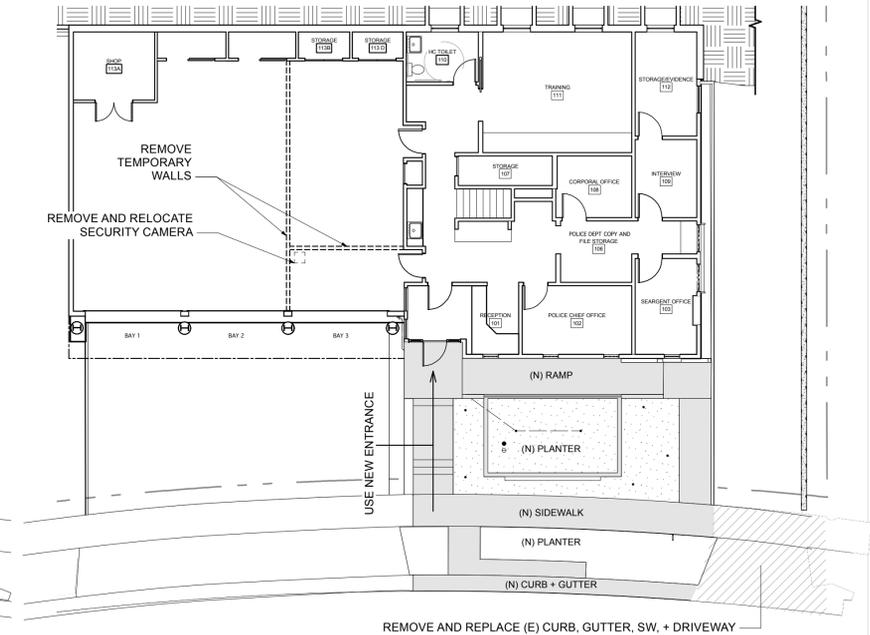 STORAGE
113B
STORAGE
113 D
HC TOILET
110
SHOP
113A
TRAINING
111
STORAGE/EVIDENCE
112
REMOVE
TEMPORARY
WALLS
STORAGE
107
CORPORAL OFFICE
108
INTERVIEW
109
REMOVE AND RELOCATE
SECURITY CAMERA
POLICE DEPT COPY AND
FILE STORAGE
106
SEARGENT OFFICE
103
RECEPTION
101
POLICE CHIEF OFFICE
102
BAY 1
BAY 2
BAY 3
(N) RAMP
USE NEW ENTRANCE
(N) PLANTER
(N) SIDEWALK
(N) PLANTER
(N) CURB + GUTTER
REMOVE AND REPLACE (E) CURB, GUTTER, SW, + DRIVEWAY